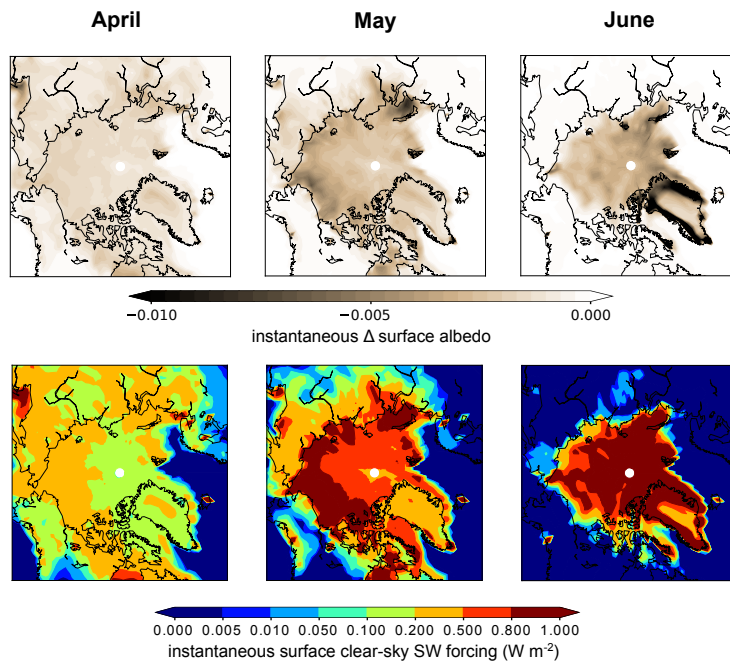 April May June
−0.010 −0.005 0.000
instantaneous Δ surface albedo
0.000 0.005 0.010 0.050 0.100 0.200 0.500 0.800 1.000
instantaneous surface clear-sky SW forcing (W m⁻²)